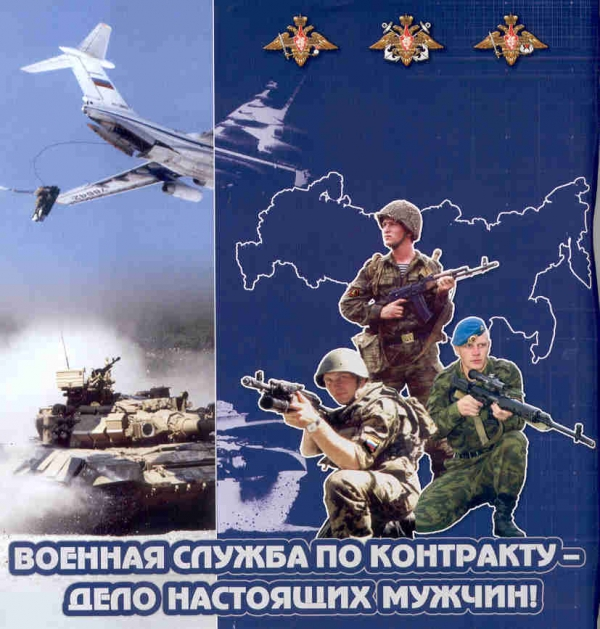 ВОЕННАЯ СЛУЖБА ПО КОНТРАКТУ –
ДЕЛО НАСТОЯЩИХ МУЖЧИН!